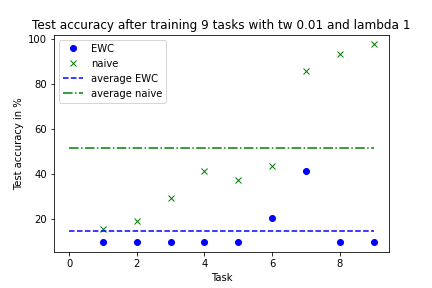 Test accuracy after training 9 tasks with tw 0.01 and lambda 1
100
80
60
40
20
Test accuracy in %
EWC
naive
average EWC
average naive
0 2 4 6 8
Task